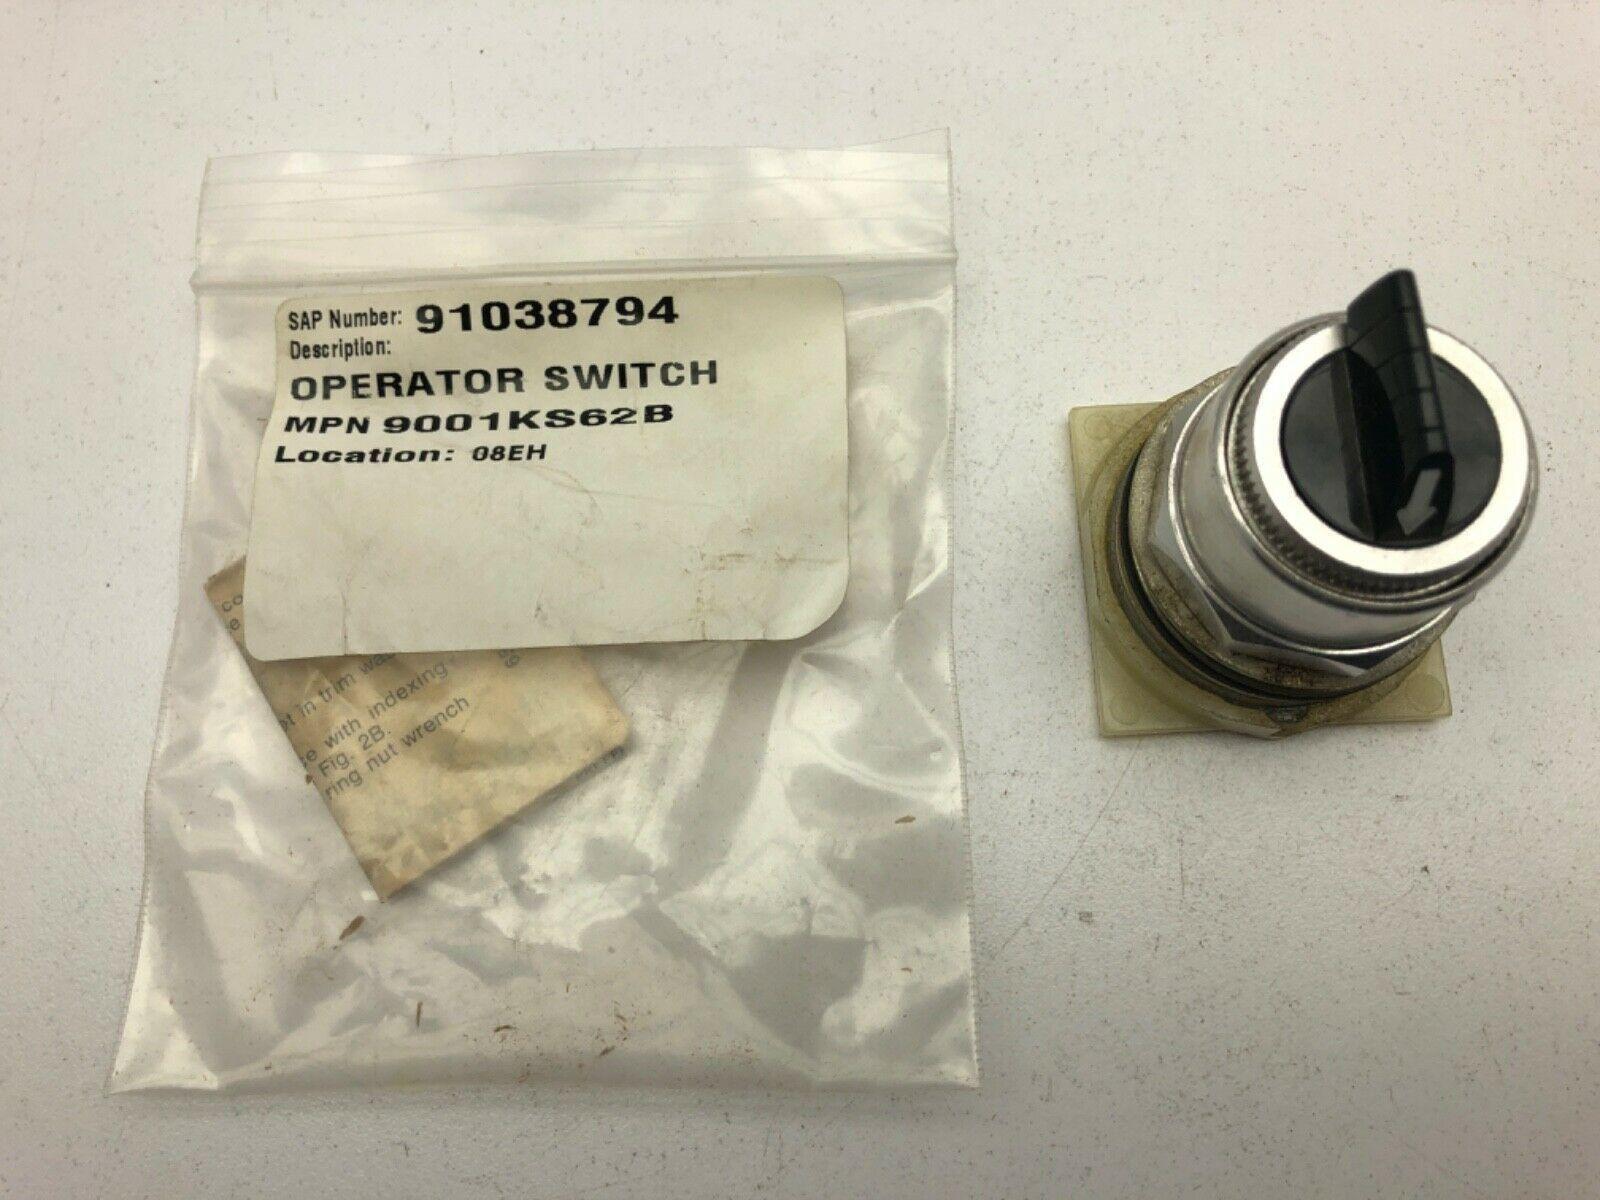 SAP Number: 91038794
Description:
OPERATOR SWITCH
MPN 9001KS62B
Location: 08EH
co
in trim
with indexing
Fig. 2B.
ring nut wrench